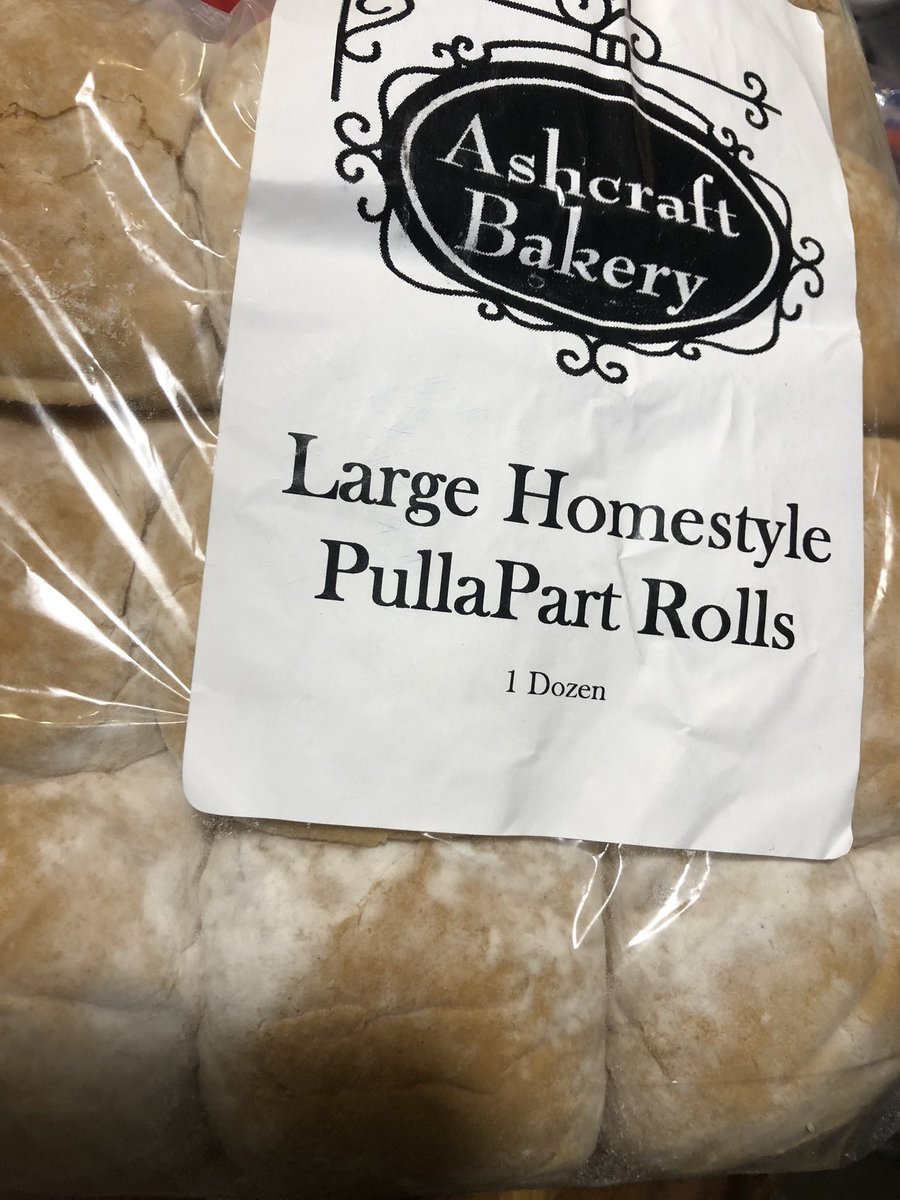 Ashcraft
Bakery
Large Homestyle
PullaPart Rolls
1 Dozen